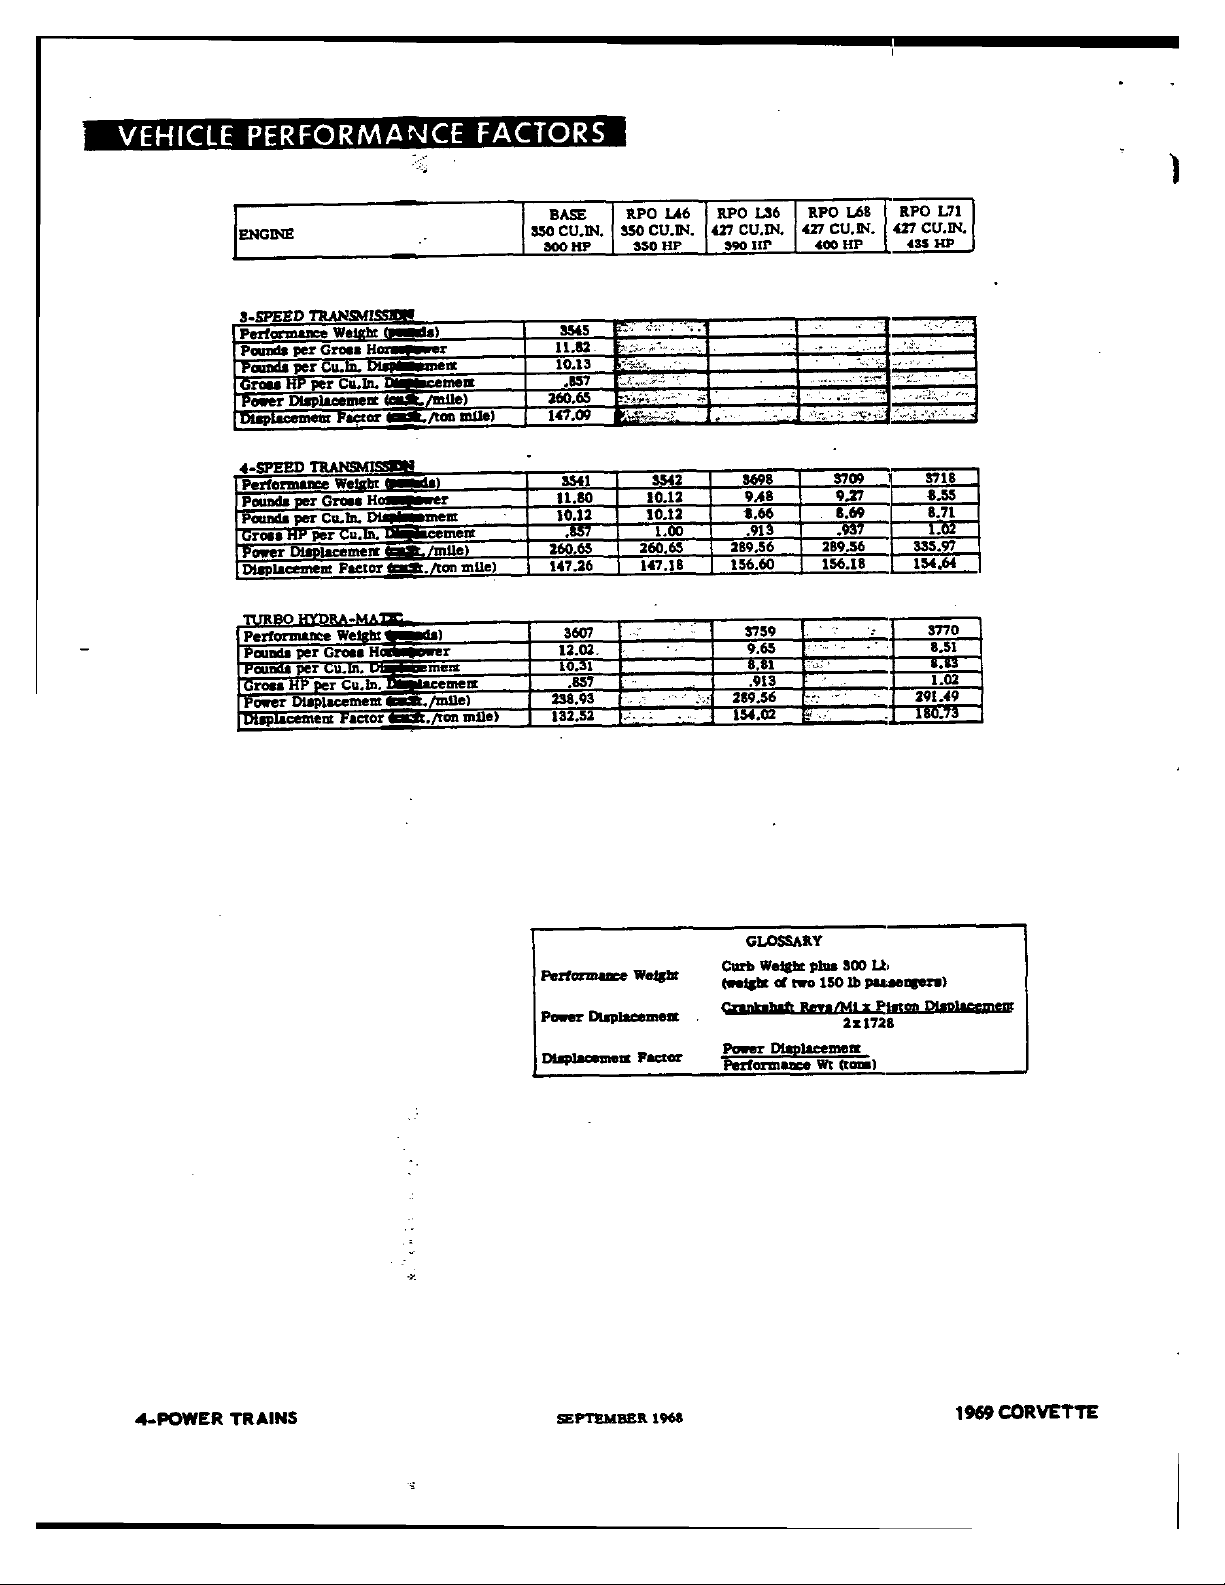 VEHICLE PERFORMANCE FACTORS
ENGINE
BASE 350 CU.IN. 300 HP
RPO L46 350 CU.IN. 350 HP
RPO L36 427 CU.IN. 390 HP
RPO L68 427 CU.IN. 400 HP
RPO L71 427 CU.IN. 435 HP
3-SPEED TRANSMISSION
Performance Weight (pounds) 3545
Pounds per Gross Horsepower 11.82
Pounds per Cu.In. Displacement 10.13
Gross HP per Cu.In. Displacement .857
Power Displacement (cu.ft./mile) 260.65
Displacement Factor (cu.ft./ton mile) 147.09
4-SPEED TRANSMISSION
Performance Weight (pounds) 3541 3542 3698 3709 3718
Pounds per Gross Horsepower 11.80 10.12 9.48 9.27 8.55
Pounds per Cu.In. Displacement 10.12 10.12 8.66 8.69 8.71
Gross HP per Cu.In. Displacement .857 1.00 .913 .937 1.02
Power Displacement (cu.ft./mile) 260.65 260.65 289.56 289.56 335.97
Displacement Factor (cu.ft./ton mile) 147.26 147.18 156.60 156.18 154.64
TURBO HYDRA-MATIC
Performance Weight (pounds) 3607 3759 3770
Pounds per Gross Horsepower 12.02 9.65 8.51
Pounds per Cu.In. Displacement 10.31 8.81 8.83
Gross HP per Cu.In. Displacement .857 .913 1.02
Power Displacement (cu.ft./mile) 238.93 289.56 291.49
Displacement Factor (cu.ft./ton mile) 132.52 154.02 180.73
GLOSSARY
Performance Weight Curb Weight plus 300 Lb
(weight of two 150 lb passengers)
Power Displacement Crankshaft Revs/Mi x Piston Displacement
2x1728
Displacement Factor Power Displacement
Performance Wt (tons)
4-POWER TRAINS SEPTEMBER 1968 1969 CORVETTE